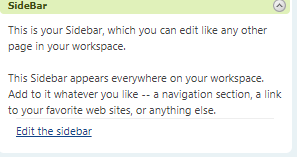 SideBar
This is your Sidebar, which you can edit like any other
page in your workspace.
This Sidebar appears everywhere on your workspace.
Add to it whatever you like -- a navigation section, a link
to your favorite web sites, or anything else.
Edit the sidebar